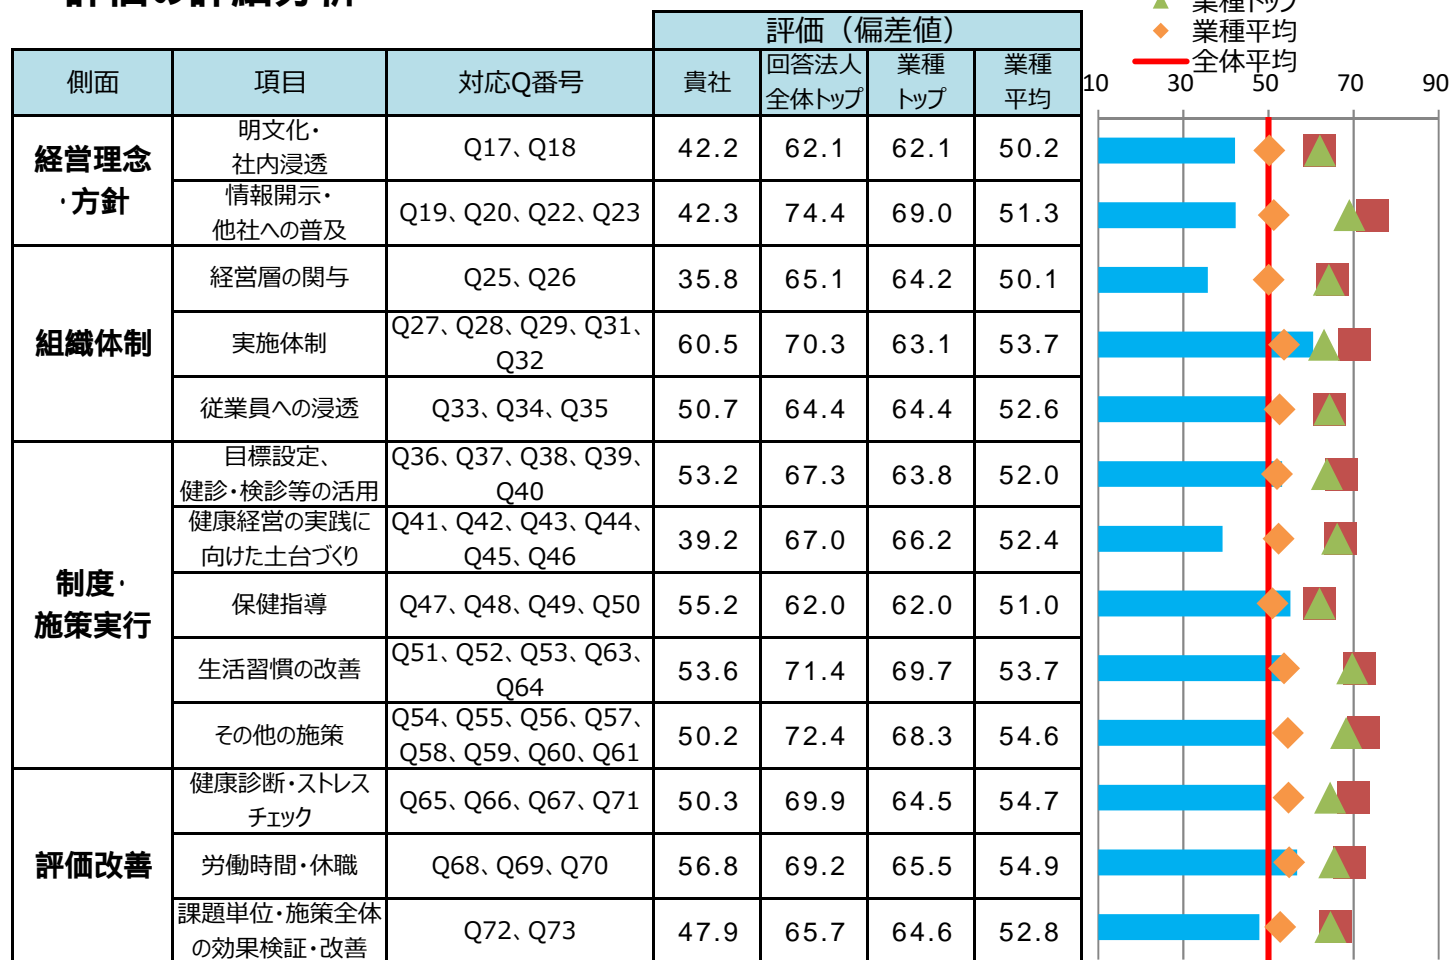 評価の詳細分析
業種トップ
業種平均
全体平均
評価（偏差値）
側面 項目 対応Q番号 貴社 回答法人 業種 業種
全体トップ トップ 平均
10 30 50 70 90
経営理念
・方針
明文化・
社内浸透
Q17、Q18 42.2 62.1 62.1 50.2
情報開示・
他社への普及
Q19、Q20、Q22、Q23 42.3 74.4 69.0 51.3
組織体制
経営層の関与 Q25、Q26 35.8 65.1 64.2 50.1
実施体制
Q27、Q28、Q29、Q31、
Q32
60.5 70.3 63.1 53.7
従業員への浸透 Q33、Q34、Q35 50.7 64.4 64.4 52.6
制度・
施策実行
目標設定、
健診・検診等の活用
Q36、Q37、Q38、Q39、
Q40
53.2 67.3 63.8 52.0
健康経営の実践に
向けた土台づくり
Q41、Q42、Q43、Q44、
Q45、Q46
39.2 67.0 66.2 52.4
保健指導 Q47、Q48、Q49、Q50 55.2 62.0 62.0 51.0
生活習慣の改善
Q51、Q52、Q53、Q63、
Q64
53.6 71.4 69.7 53.7
その他の施策
Q54、Q55、Q56、Q57、
Q58、Q59、Q60、Q61
50.2 72.4 68.3 54.6
評価改善
健康診断・ストレス
チェック
Q65、Q66、Q67、Q71 50.3 69.9 64.5 54.7
労働時間・休職 Q68、Q69、Q70 56.8 69.2 65.5 54.9
課題単位・施策全体
の効果検証・改善
Q72、Q73 47.9 65.7 64.6 52.8